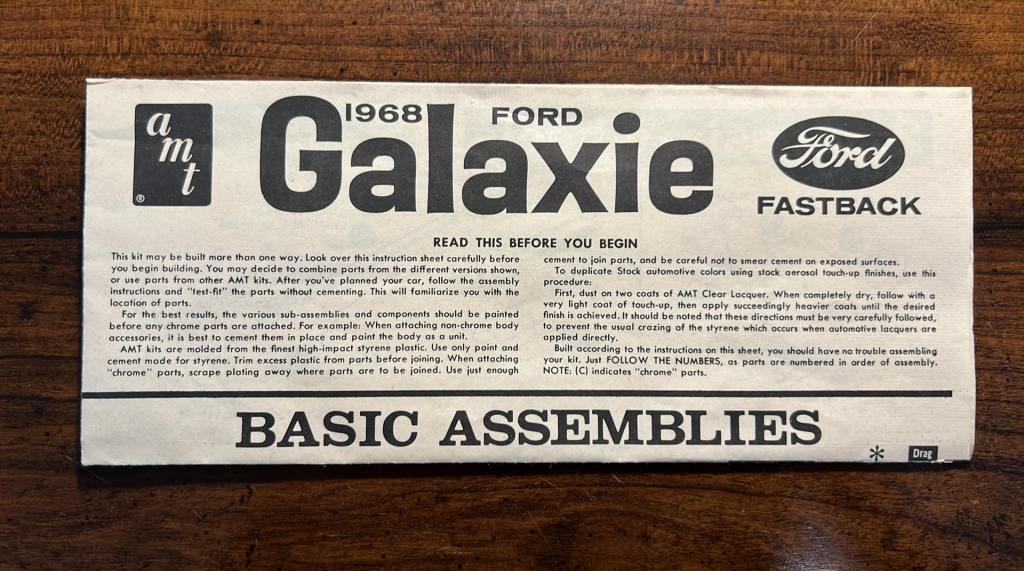 amt
®
1968 FORD
Galaxie
Ford
FASTBACK
READ THIS BEFORE YOU BEGIN
This kit may be built more than one way. Look over this instruction sheet carefully before
you begin building. You may decide to combine parts from the different versions shown,
or use parts from other AMT kits. After you've planned your car, follow the assembly
instructions and "test-fit" the parts without cementing. This will familiarize you with the
location of parts.
For the best results, the various sub-assemblies and components should be painted
before any chrome parts are attached. For example: When attaching non-chrome body
accessories, it is best to cement them in place and paint the body as a unit.
AMT kits are molded from the finest high-impact styrene plastic. Use only paint and
cement made for styrene. Trim excess plastic from parts before joining. When attaching
"chrome" parts, scrape plating away where parts are to be joined. Use just enough
cement to join parts, and be careful not to smear cement on exposed surfaces.
To duplicate Stock automotive colors using stock aerosol touch-up finishes, use this
procedure:
First, dust on two coats of AMT Clear Lacquer. When completely dry, follow with a
very light coat of touch-up, then apply succeedingly heavier coats until the desired
finish is achieved. It should be noted that these directions must be very carefully followed,
to prevent the usual crazing of the styrene which occurs when automotive lacquers are
applied directly.
Built according to the instructions on this sheet, you should have no trouble assembling
your kit. Just FOLLOW THE NUMBERS, as parts are numbered in order of assembly.
NOTE: (C) indicates "chrome" parts.
BASIC ASSEMBLIES
* Drag